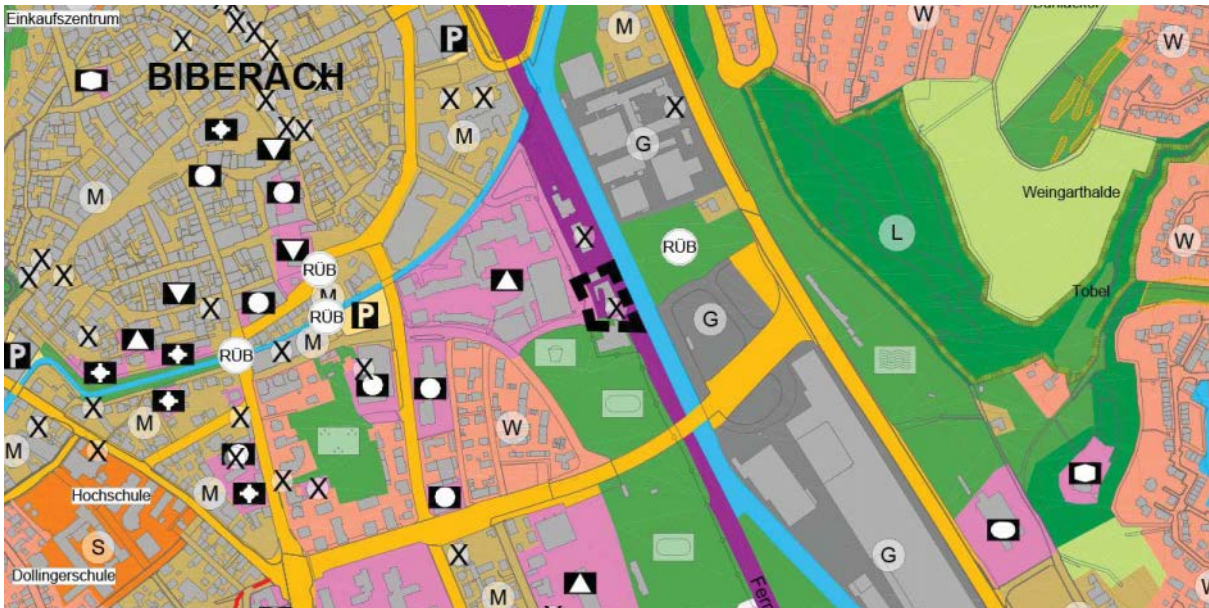 Einkaufszentrum
BIBERACH
P
M
W
W
M
X
G
M
Weingarthalde
M
L
W
RÜB
Tobel
RÜB
M
RÜB
P
G
M
RÜB
P
W
M
M
M
Hochschule
M
S
Dollingerschule
G
M
W